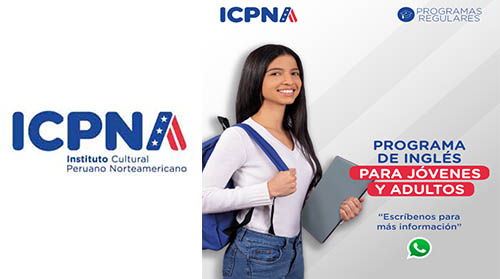 ICPNA
Instituto Cultural
Peruano Norteamericano
ICPNA
PROGRAMAS
REGULARES
PROGRAMA
DE INGLÉS
PARA JÓVENES
Y ADULTOS
“Escríbenos para
más información”